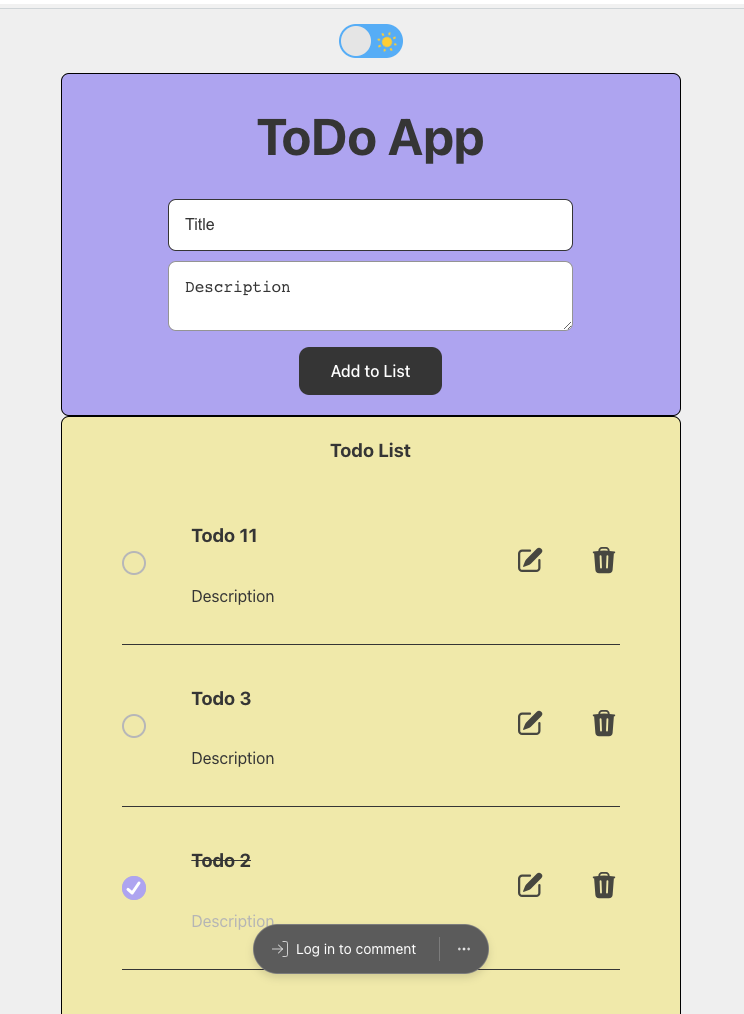 ToDo App
Title
Description
Add to List
Todo List
Todo 11
Description
Todo 3
Description
Todo 2
Description
Log in to comment